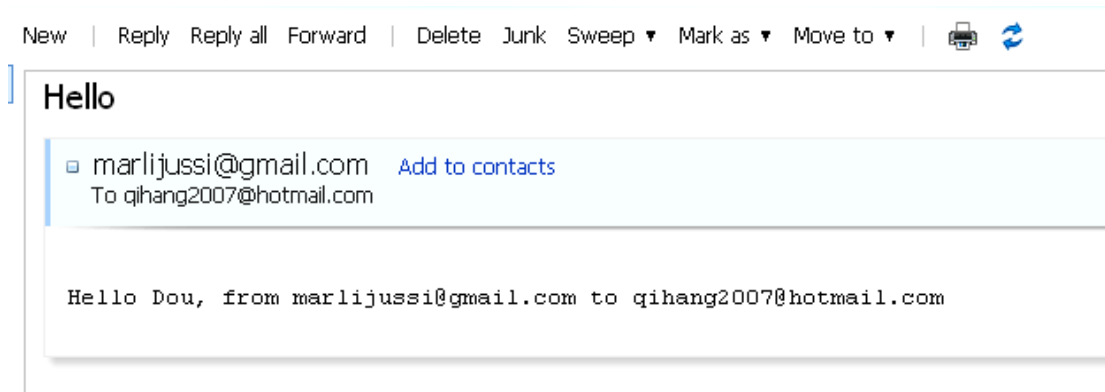 New | Reply Reply all Forward | Delete Junk Sweep ▾ Mark as ▾ Move to ▾ |
Hello
marlijussi@gmail.com Add to contacts
To qihang2007@hotmail.com
Hello Dou, from marlijussi@gmail.com to qihang2007@hotmail.com